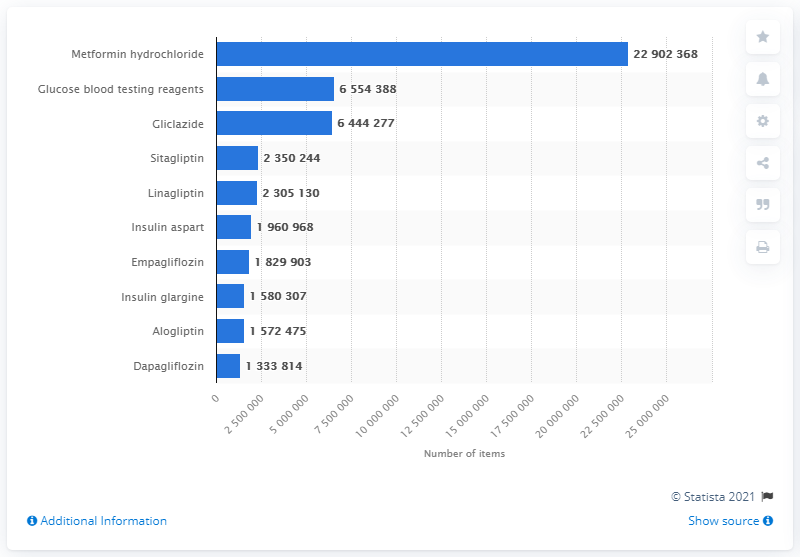 Metformin hydrochloride 22 902 368
Glucose blood testing reagents 6 554 388
Gliclazide 6 444 277
Sitagliptin 2 350 244
Linagliptin 2 305 130
Insulin aspart 1 960 968
Empagliflozin 1 829 903
Insulin glargine 1 580 307
Alogliptin 1 572 475
Dapagliflozin 1 333 814
0 2 500 000 5 000 000 7 500 000 10 000 000 12 500 000 15 000 000 17 500 000 20 000 000 22 500 000 25 000 000
Number of items
© Statista 2021
Additional Information Show source